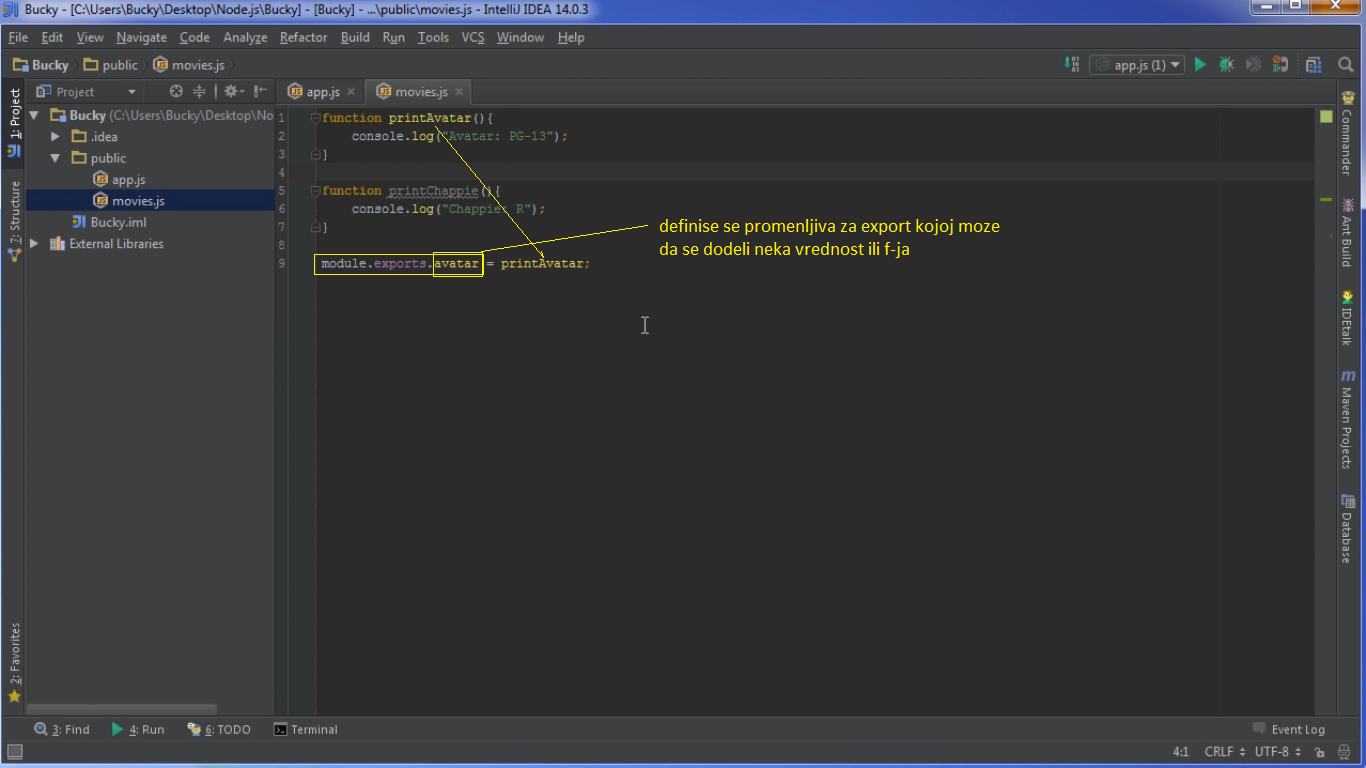 Bucky - [C:\Users\Bucky\Desktop\Node.js\Bucky] - [Bucky] - ...\public\movies.js - IntelliJ IDEA 14.0.3
File Edit View Navigate Code Analyze Refactor Build Run Tools VCS Window Help
Bucky public movies.js app.js (1)
Project app.js movies.js
1: Project
7: Structure
2: Favorites
Bucky (C:\Users\Bucky\Desktop\No
.idea
public
app.js
movies.js
Bucky.iml
External Libraries
1 function printAvatar(){
2 console.log("Avatar: PG-13");
3 }
4
5 function printChappie(){
6 console.log("Chappie: R");
7 }
8
9 module.exports.avatar = printAvatar;
definise se promenljiva za export kojoj moze
da se dodeli neka vrednost ili f-ja
Commander
Ant Build
IDEtalk
m Maven Projects
Database
3: Find 4: Run 6: TODO Terminal Event Log
4:1 CRLF UTF-8